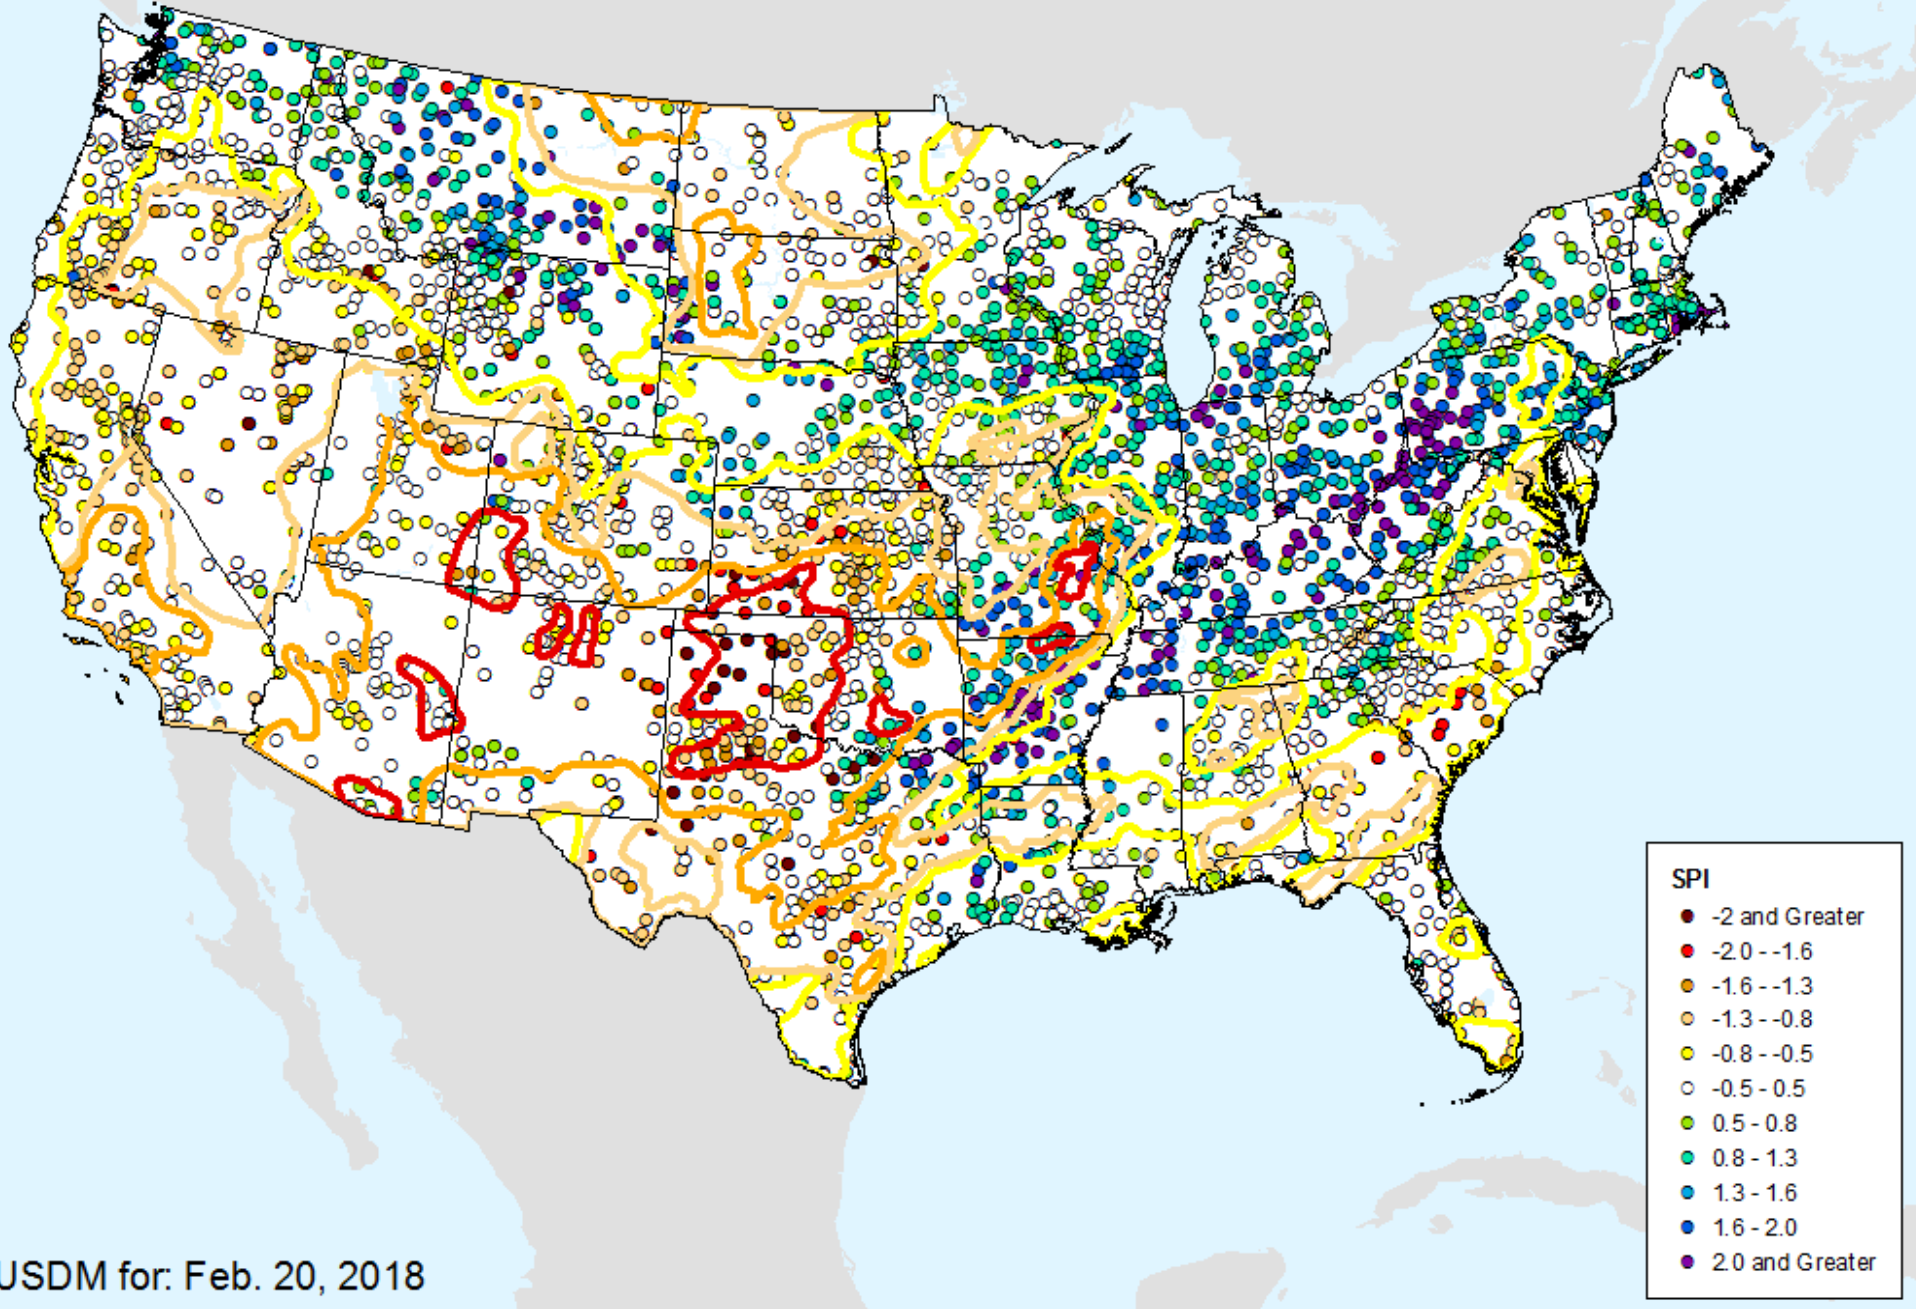 SPI
-2 and Greater
-2.0 - -1.6
-1.6 - -1.3
-1.3 - -0.8
-0.8 - -0.5
-0.5 - 0.5
0.5 - 0.8
0.8 - 1.3
1.3 - 1.6
1.6 - 2.0
2.0 and Greater
USDM for: Feb. 20, 2018